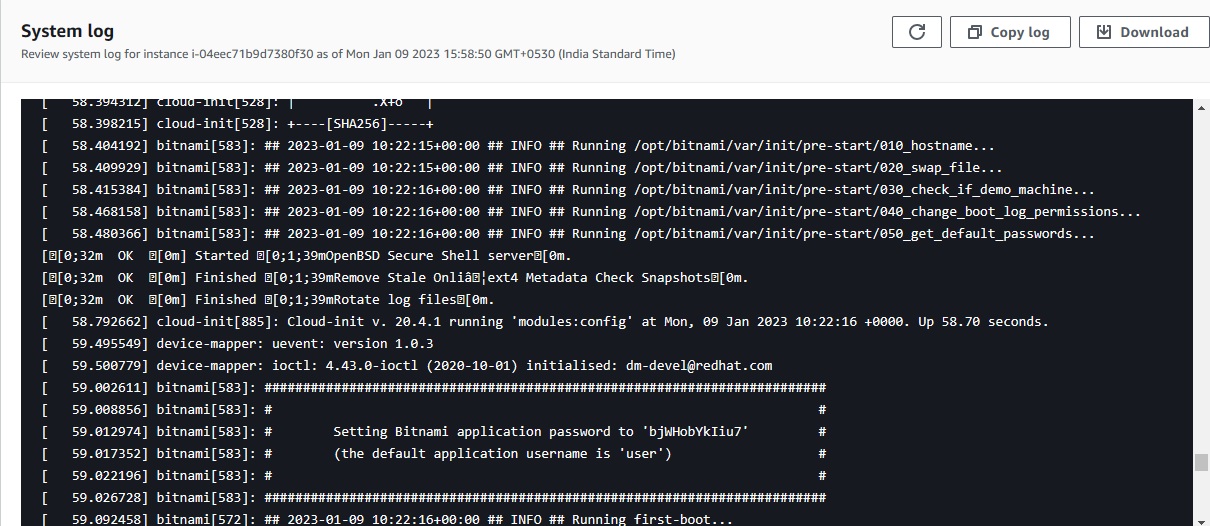 System log
Review system log for instance i-04eec71b9d7380f30 as of Mon Jan 09 2023 15:58:50 GMT+0530 (India Standard Time)
Copy log
Download
[   58.394312] cloud-init[528]: |          .X+o   |
[   58.398215] cloud-init[528]: +----[SHA256]-----+
[   58.404192] bitnami[583]: ## 2023-01-09 10:22:15+00:00 ## INFO ## Running /opt/bitnami/var/init/pre-start/010_hostname...
[   58.409929] bitnami[583]: ## 2023-01-09 10:22:15+00:00 ## INFO ## Running /opt/bitnami/var/init/pre-start/020_swap_file...
[   58.415384] bitnami[583]: ## 2023-01-09 10:22:16+00:00 ## INFO ## Running /opt/bitnami/var/init/pre-start/030_check_if_demo_machine...
[   58.468158] bitnami[583]: ## 2023-01-09 10:22:16+00:00 ## INFO ## Running /opt/bitnami/var/init/pre-start/040_change_boot_log_permissions...
[   58.480366] bitnami[583]: ## 2023-01-09 10:22:16+00:00 ## INFO ## Running /opt/bitnami/var/init/pre-start/050_get_default_passwords...
[[0;32m  OK  [0m] Started [0;1;39mOpenBSD Secure Shell server[0m.
[[0;32m  OK  [0m] Finished [0;1;39mRemove Stale Onliâ¦ext4 Metadata Check Snapshots[0m.
[[0;32m  OK  [0m] Finished [0;1;39mRotate log files[0m.
[   58.792662] cloud-init[885]: Cloud-init v. 20.4.1 running 'modules:config' at Mon, 09 Jan 2023 10:22:16 +0000. Up 58.70 seconds.
[   59.495549] device-mapper: uevent: version 1.0.3
[   59.500779] device-mapper: ioctl: 4.43.0-ioctl (2020-10-01) initialised: dm-devel@redhat.com
[   59.002611] bitnami[583]: #########################################################################
[   59.008856] bitnami[583]: #                                                                       #
[   59.012974] bitnami[583]: #        Setting Bitnami application password to 'bjWHobYkIiu7'         #
[   59.017352] bitnami[583]: #        (the default application username is 'user')                   #
[   59.022196] bitnami[583]: #                                                                       #
[   59.026728] bitnami[583]: #########################################################################
[   59.092458] bitnami[572]: ## 2023-01-09 10:22:16+00:00 ## INFO ## Running first-boot...